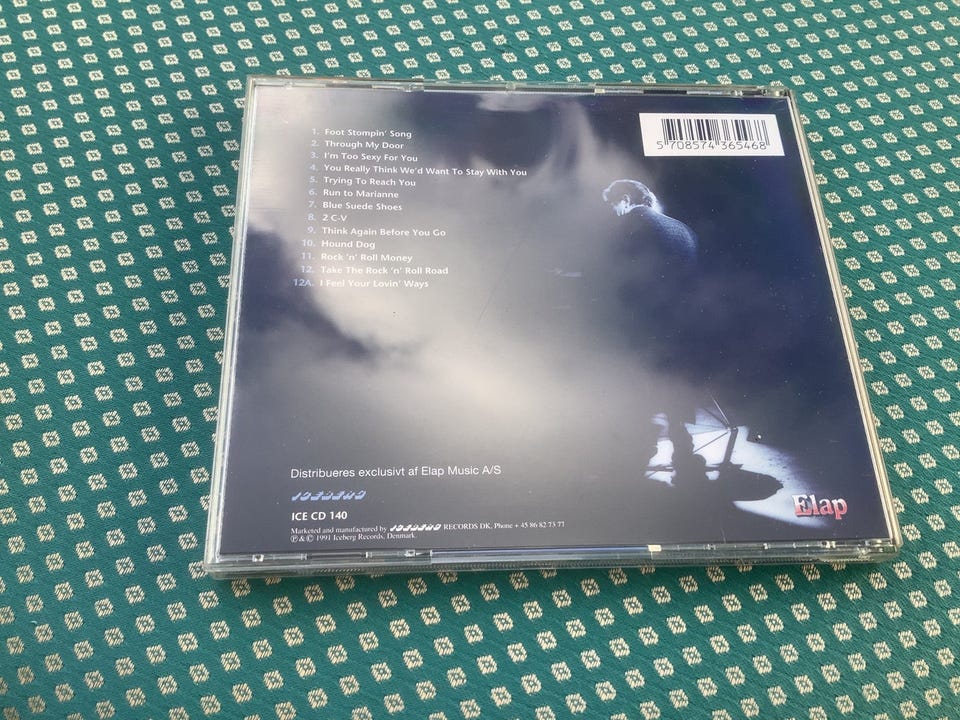 1. Foot Stompin' Song
2. Through My Door
3. I'm Too Sexy For You
4. You Really Think We'd Want To Stay With You
5. Trying To Reach You
6. Run to Marianne
7. Blue Suede Shoes
8. 2 C-V
9. Think Again Before You Go
10. Hound Dog
11. Rock 'n' Roll Money
12. Take The Rock 'n' Roll Road
12A. I Feel Your Lovin' Ways
5 708574 365468
Distribueres exclusivt af Elap Music A/S
ICEBERG
ICE CD 140
Marketed and manufactured by ICEBERG RECORDS DK, Phone + 45 86 82 73 77
℗ & © 1991 Iceberg Records, Denmark.
Elap